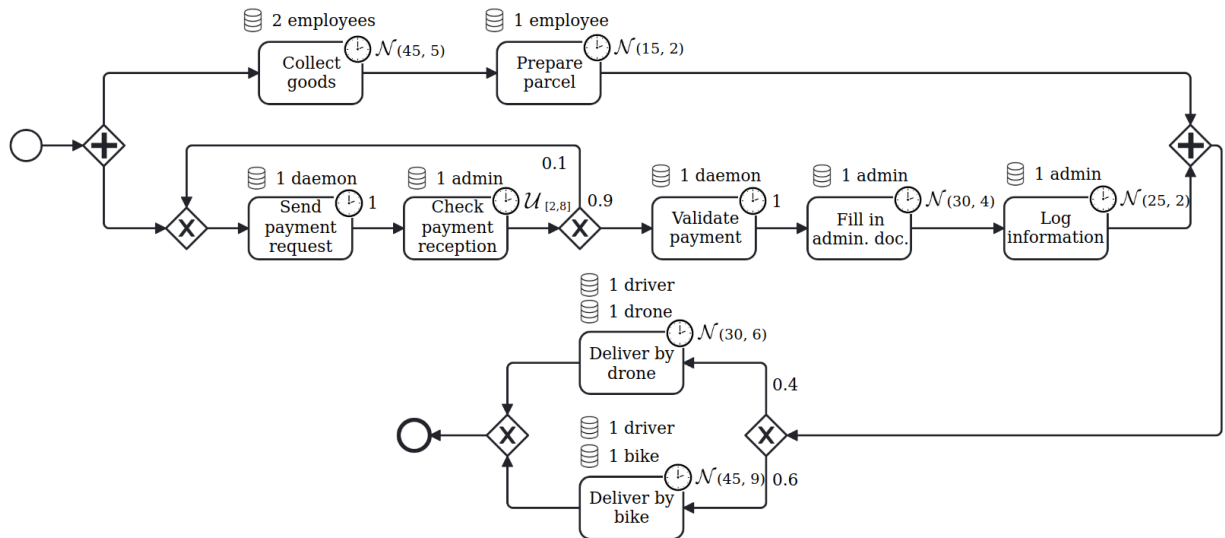 2 employees
𝒩(45, 5)
Collect
goods
1 employee
𝒩(15, 2)
Prepare
parcel
0.1
0.9
1 daemon
1
Send
payment
request
1 admin
𝒰[2,8]
Check
payment
reception
1 daemon
1
Validate
payment
1 admin
𝒩(30, 4)
Fill in
admin. doc.
1 admin
𝒩(25, 2)
Log
information
1 driver
1 drone
𝒩(30, 6)
Deliver by
drone
0.4
1 driver
1 bike
𝒩(45, 9)
0.6
Deliver by
bike